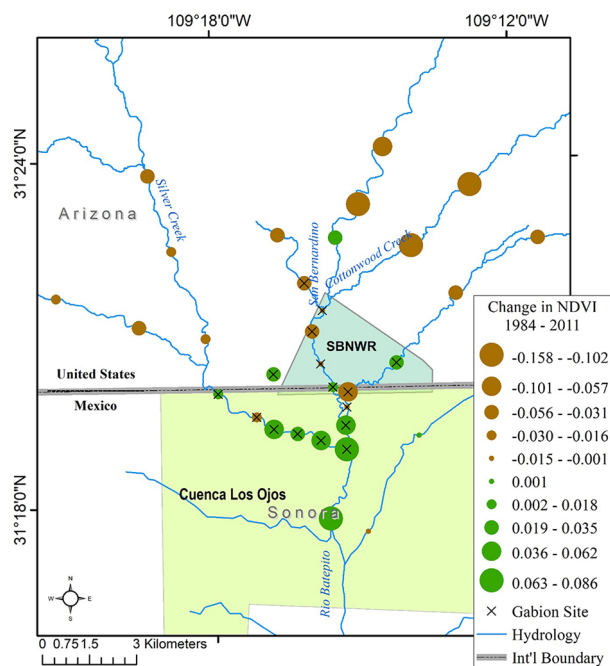 109°18'0"W
109°12'0"W
31°24'0"N
Silver Creek
Arizona
San Bernardino
Cottonwood Creek
SBNWR
United States
Mexico
Cuenca Los Ojos
Sonora
31°18'0"N
Rio Batepito
N
W
E
S
0 0.75 1.5 3 Kilometers
Change in NDVI
1984 - 2011
-0.158 - -0.102
-0.101 - -0.057
-0.056 - -0.031
-0.030 - -0.016
-0.015 - -0.001
0.001
0.002 - 0.018
0.019 - 0.035
0.036 - 0.062
0.063 - 0.086
Gabion Site
Hydrology
Int'l Boundary